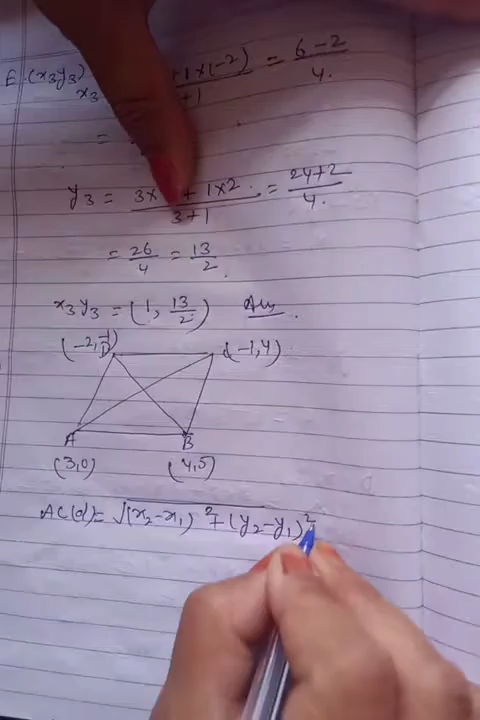 E (x₃y₃)
x₃ +1×(-2) / +1 = 6-2 / 4.
=
y₃ = 3× + 1×2 / 3+1 = 24+2 / 4.
= 26/4 = 13/2.
x₃y₃ = (1, 13/2) Ans.
(-2,-1) D (-1,4)
A B
(3,0) (4,5)
AC(d) = √(x₂-x₁)²+(y₂-y₁)²